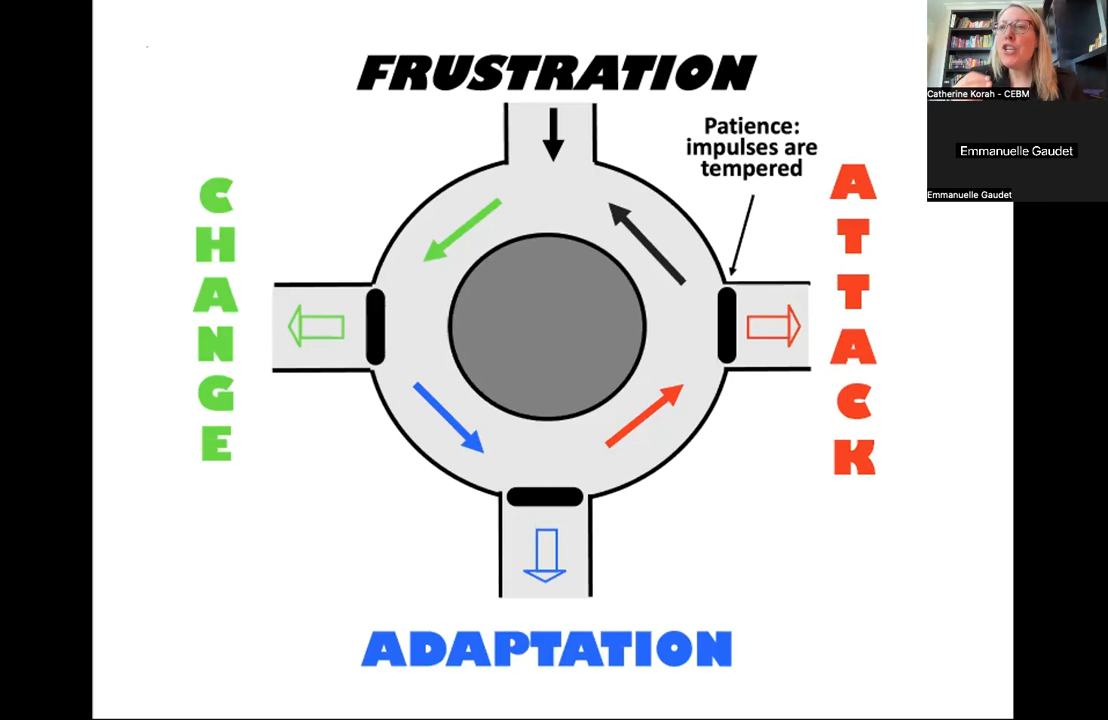 FRUSTRATION
Patience:
impulses are
tempered
CHANGE
ATTACK
ADAPTATION
Catherine Korah - CEBM
Emmanuelle Gaudet
Emmanuelle Gaudet